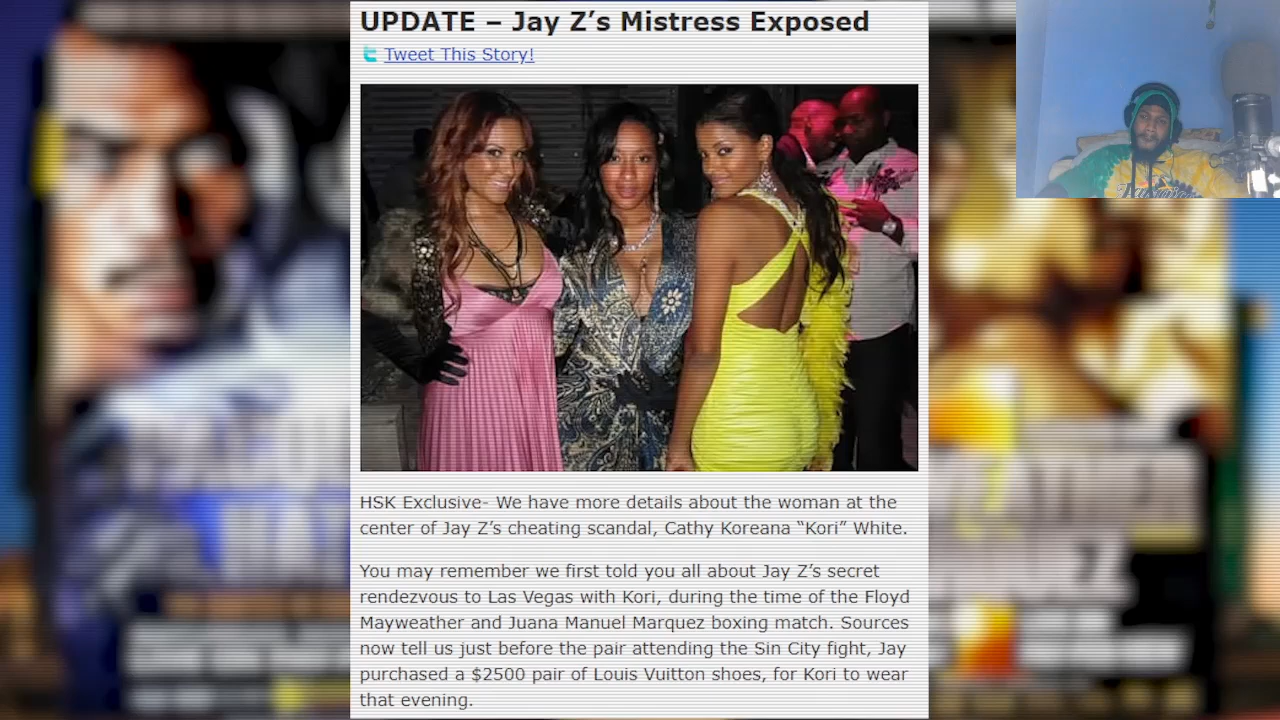 UPDATE – Jay Z’s Mistress Exposed
Tweet This Story!
HSK Exclusive- We have more details about the woman at the
center of Jay Z’s cheating scandal, Cathy Koreana “Kori” White.
You may remember we first told you all about Jay Z’s secret
rendezvous to Las Vegas with Kori, during the time of the Floyd
Mayweather and Juana Manuel Marquez boxing match. Sources
now tell us just before the pair attending the Sin City fight, Jay
purchased a $2500 pair of Louis Vuitton shoes, for Kori to wear
that evening.